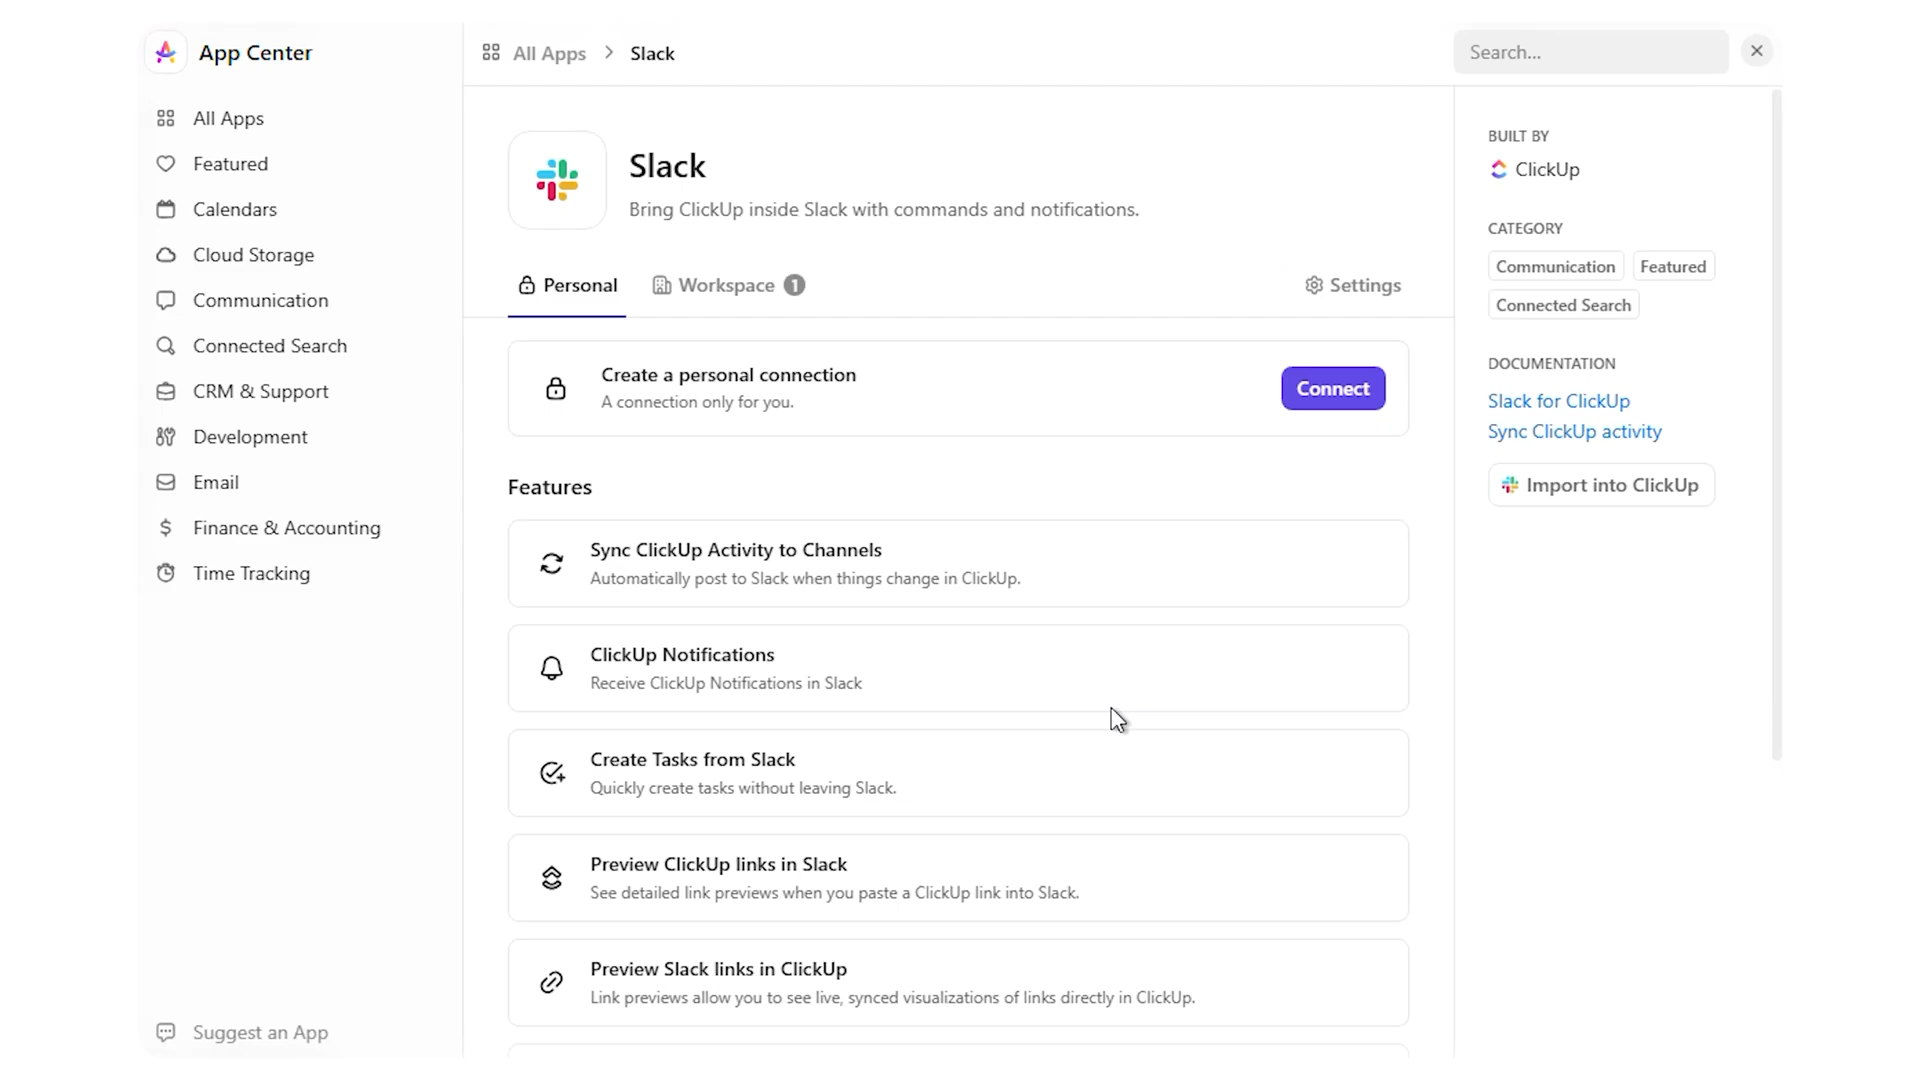 App Center
All Apps
Featured
Calendars
Cloud Storage
Communication
Connected Search
CRM & Support
Development
Email
Finance & Accounting
Time Tracking
Suggest an App
All Apps > Slack
Search...
Slack
Bring ClickUp inside Slack with commands and notifications.
Personal
Workspace 1
Settings
Create a personal connection
A connection only for you.
Connect
Features
Sync ClickUp Activity to Channels
Automatically post to Slack when things change in ClickUp.
ClickUp Notifications
Receive ClickUp Notifications in Slack
Create Tasks from Slack
Quickly create tasks without leaving Slack.
Preview ClickUp links in Slack
See detailed link previews when you paste a ClickUp link into Slack.
Preview Slack links in ClickUp
Link previews allow you to see live, synced visualizations of links directly in ClickUp.
BUILT BY
ClickUp
CATEGORY
Communication
Featured
Connected Search
DOCUMENTATION
Slack for ClickUp
Sync ClickUp activity
Import into ClickUp